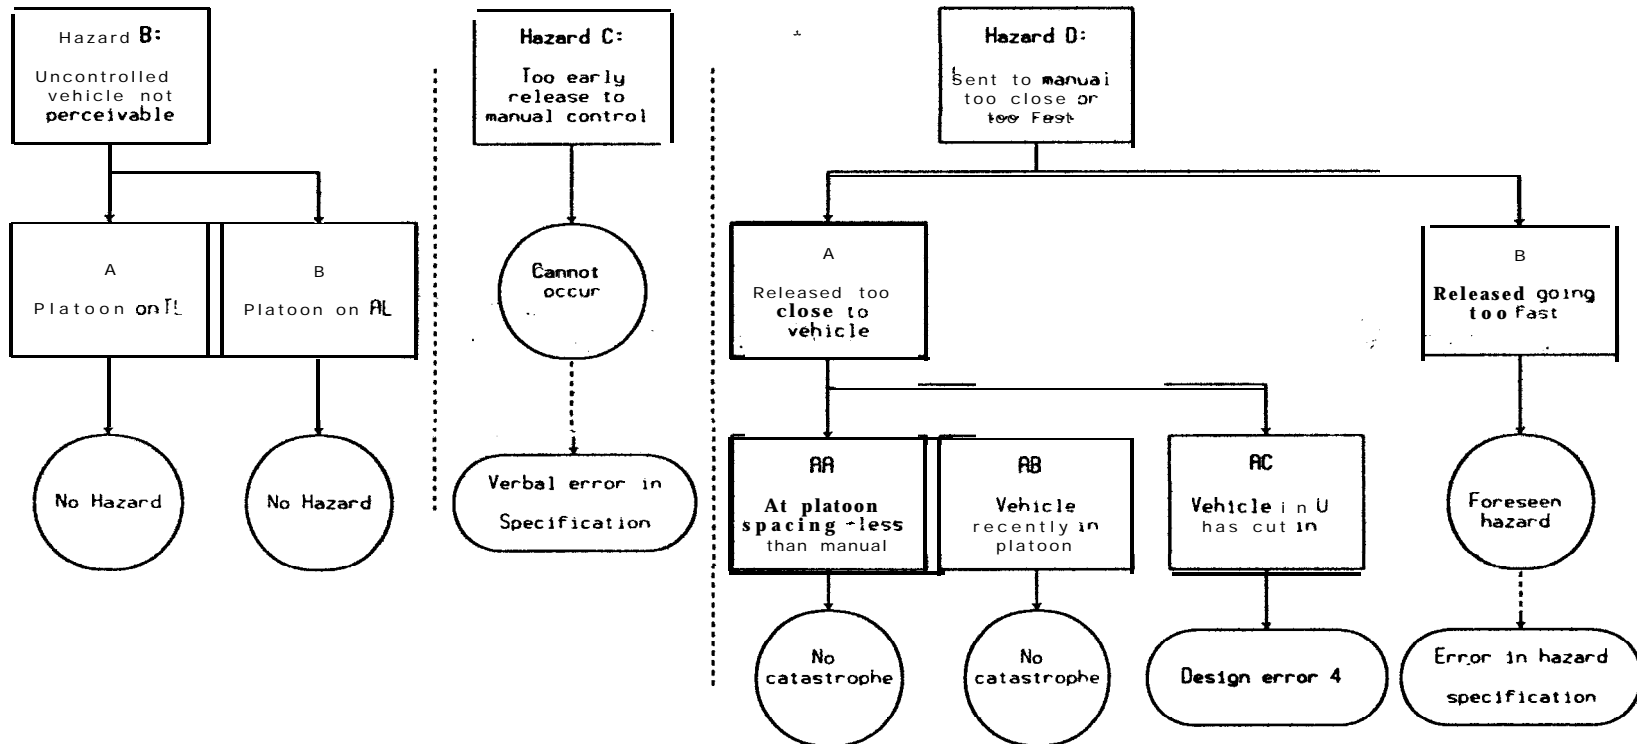 Hazard B:
Uncontrolled
vehicle not
perceivable
A
Platoon on TL
B
Platoon on AL
No Hazard
No Hazard
Hazard C:
Too early
release to
manual control
Cannot
occur
Verbal error in
Specification
Hazard D:
Sent to manual
too close or
too Fast
A
Released too
close to
vehicle
B
Released going
too fast
AA
At platoon
spacing -less
than manual
AB
Vehicle
recently in
platoon
AC
Vehicle in U
has cut in
Foreseen
hazard
No
catastrophe
No
catastrophe
Design error 4
Error in hazard
specification